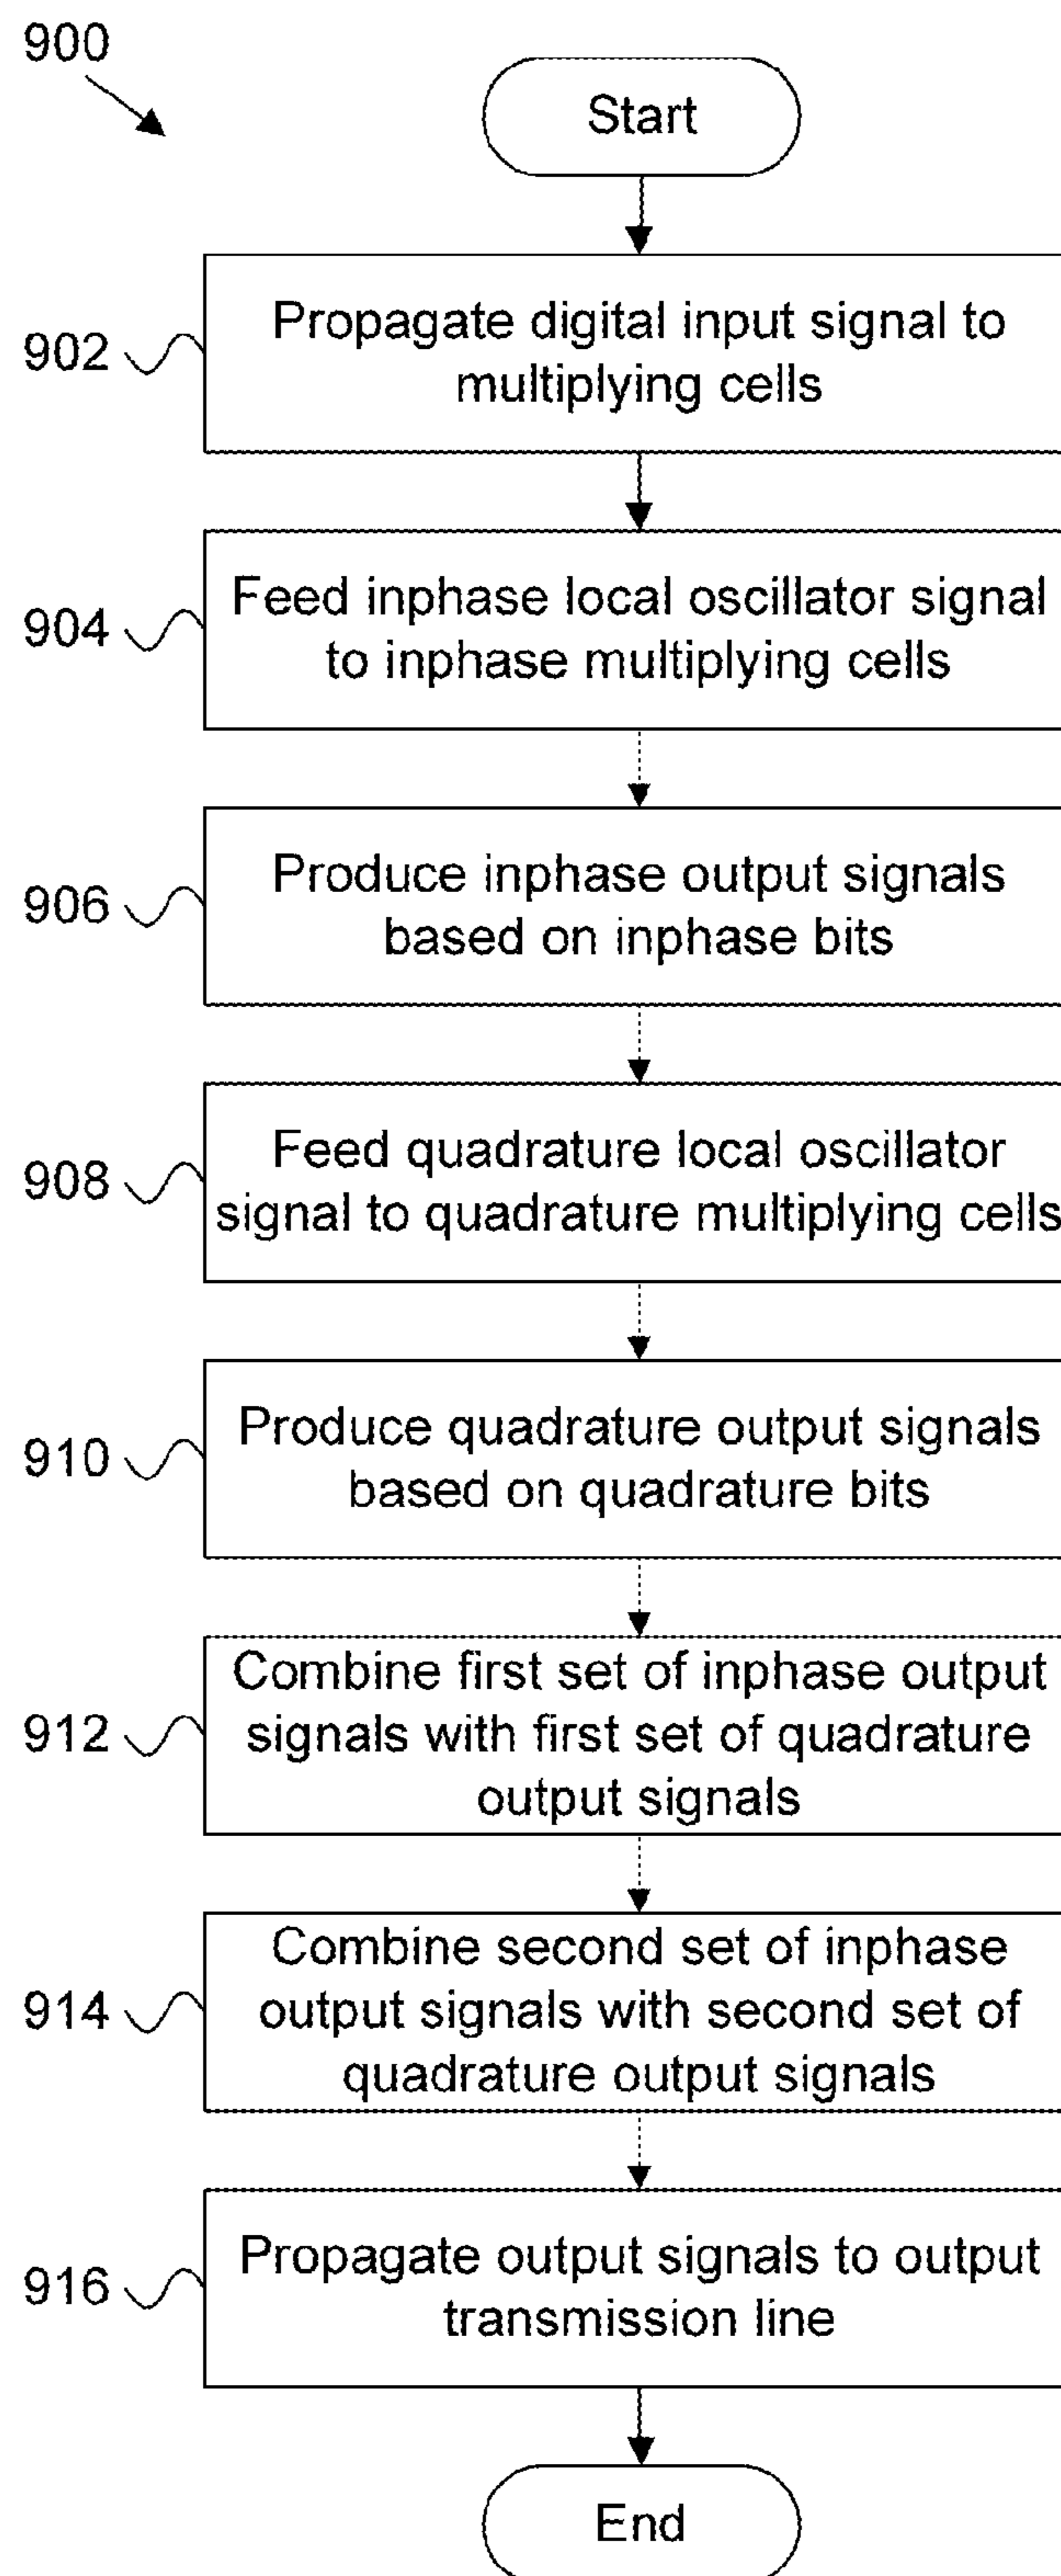 900
Start
902
Propagate digital input signal to
multiplying cells
904
Feed inphase local oscillator signal
to inphase multiplying cells
906
Produce inphase output signals
based on inphase bits
908
Feed quadrature local oscillator
signal to quadrature multiplying cells
910
Produce quadrature output signals
based on quadrature bits
912
Combine first set of inphase output
signals with first set of quadrature
output signals
914
Combine second set of inphase
output signals with second set of
quadrature output signals
916
Propagate output signals to output
transmission line
End